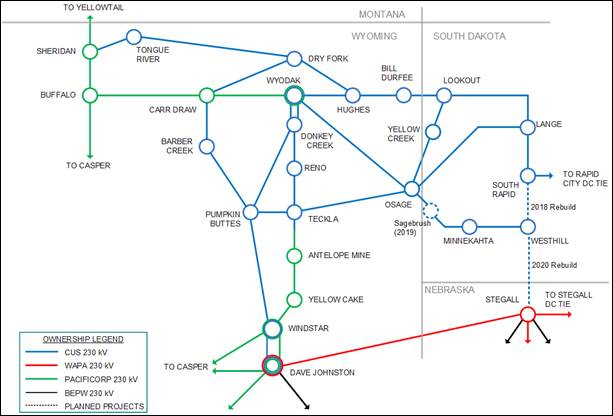 TO YELLOWTAIL
MONTANA
WYOMING
SOUTH DAKOTA
SHERIDAN
TONGUE
RIVER
DRY FORK
WYODAK
BILL
DURFEE
LOOKOUT
BUFFALO
CARR DRAW
HUGHES
BARBER
CREEK
DONKEY
CREEK
YELLOW
CREEK
LANGE
TO CASPER
RENO
TO RAPID
CITY DC TIE
SOUTH
RAPID
OSAGE
PUMPKIN
BUTTES
TECKLA
Sagebrush
(2019)
2018 Rebuild
MINNEKAHTA
WESTHILL
ANTELOPE MINE
2020 Rebuild
NEBRASKA
YELLOW CAKE
STEGALL
TO STEGALL
DC TIE
WINDSTAR
OWNERSHIP LEGEND
CUS 230 kV
WAPA 230 kV
PACIFICORP 230 kV
BEPW 230 kV
PLANNED PROJECTS
TO CASPER
DAVE JOHNSTON